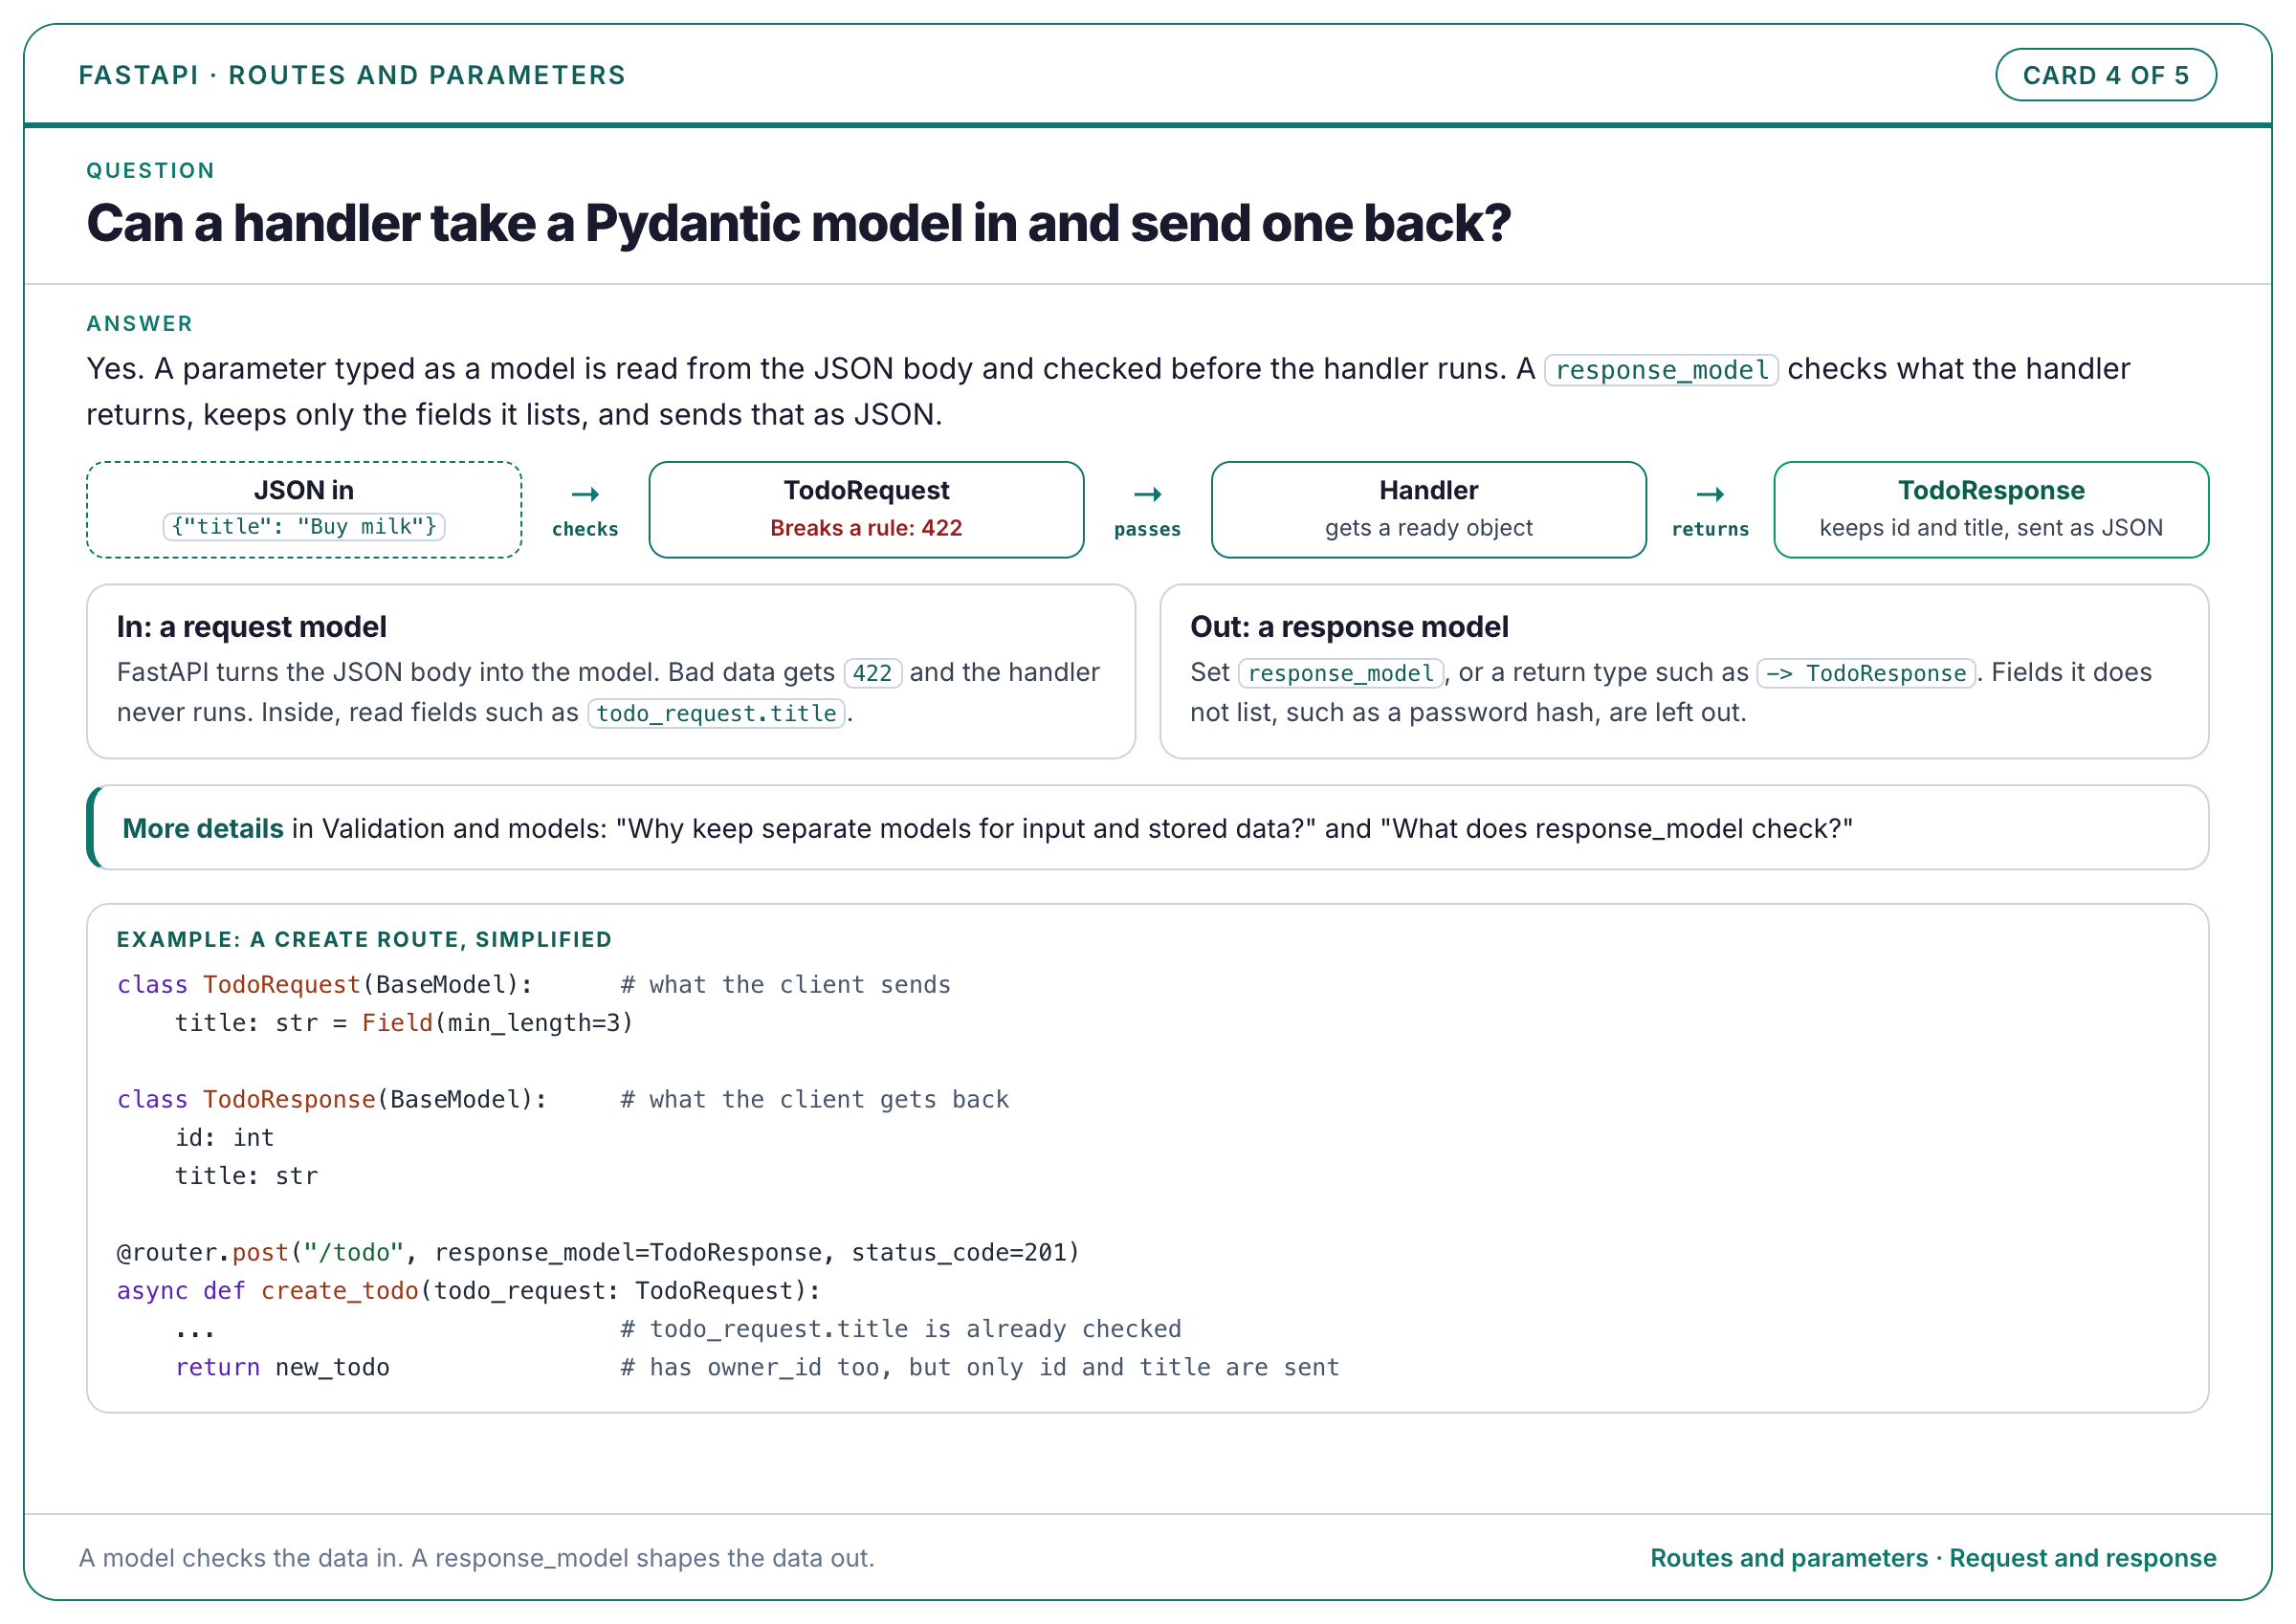 FASTAPI · ROUTES AND PARAMETERS
CARD 4 OF 5
QUESTION
Can a handler take a Pydantic model in and send one back?
ANSWER
Yes. A parameter typed as a model is read from the JSON body and checked before the handler runs. A response_model checks what the handler
returns, keeps only the fields it lists, and sends that as JSON.
JSON in
{"title": "Buy milk"}
→
checks
TodoRequest
Breaks a rule: 422
→
passes
Handler
gets a ready object
→
returns
TodoResponse
keeps id and title, sent as JSON
In: a request model
FastAPI turns the JSON body into the model. Bad data gets 422 and the handler
never runs. Inside, read fields such as todo_request.title.
Out: a response model
Set response_model, or a return type such as -> TodoResponse. Fields it does
not list, such as a password hash, are left out.
More details in Validation and models: "Why keep separate models for input and stored data?" and "What does response_model check?"
EXAMPLE: A CREATE ROUTE, SIMPLIFIED
class TodoRequest(BaseModel):      # what the client sends
    title: str = Field(min_length=3)
class TodoResponse(BaseModel):     # what the client gets back
    id: int
    title: str
@router.post("/todo", response_model=TodoResponse, status_code=201)
async def create_todo(todo_request: TodoRequest):
    ...                            # todo_request.title is already checked
    return new_todo                # has owner_id too, but only id and title are sent
A model checks the data in. A response_model shapes the data out.
Routes and parameters · Request and response